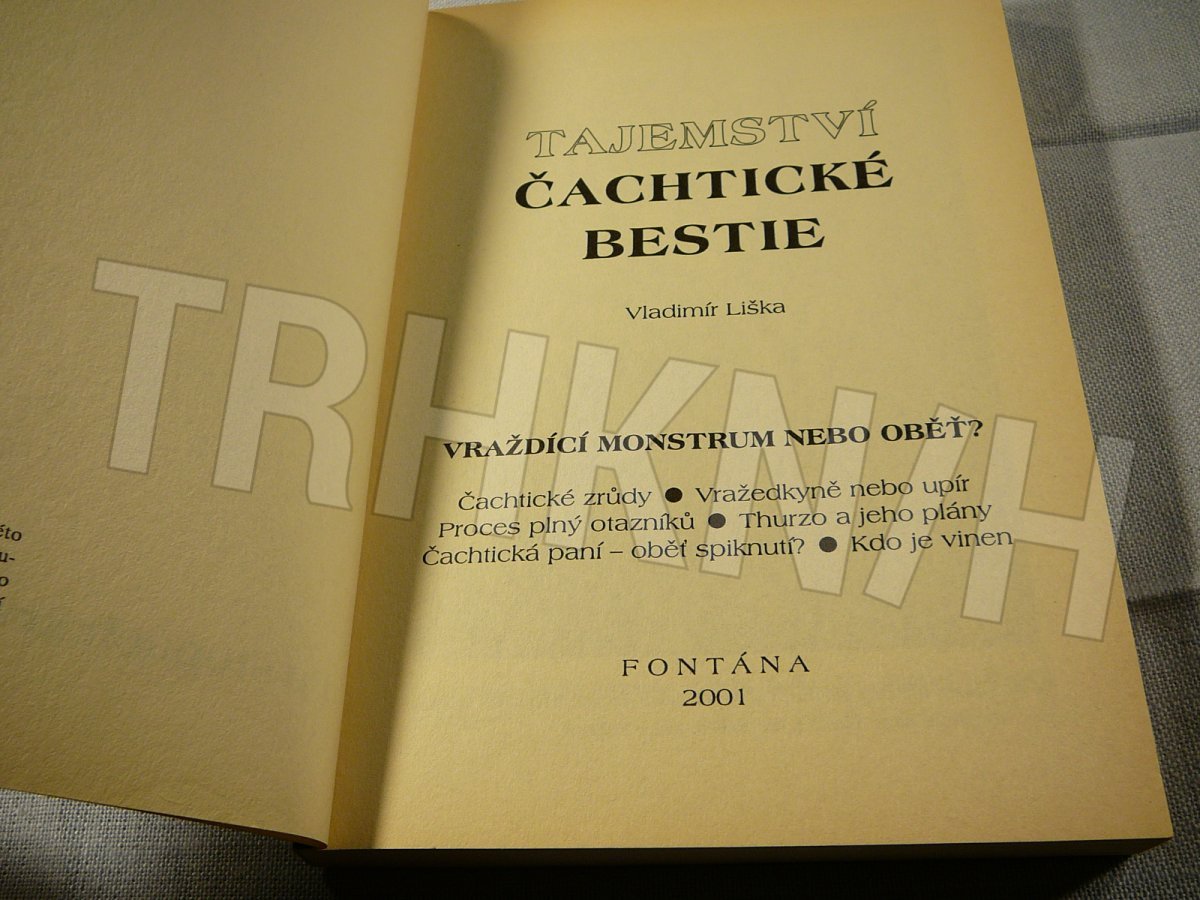 éto
u-
o
í
TAJEMSTVÍ
ČACHTICKÉ
BESTIE
Vladimír Liška
VRAŽDÍCÍ MONSTRUM NEBO OBĚŤ?
Čachtické zrůdy ● Vražedkyně nebo upír
Proces plný otazníků ● Thurzo a jeho plány
Čachtická paní – oběť spiknutí? ● Kdo je vinen
FONTÁNA
2001
TRHKNIH